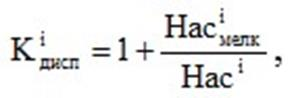 К^i_дисп = 1 + Нас^i_мелк / Нас^i ,